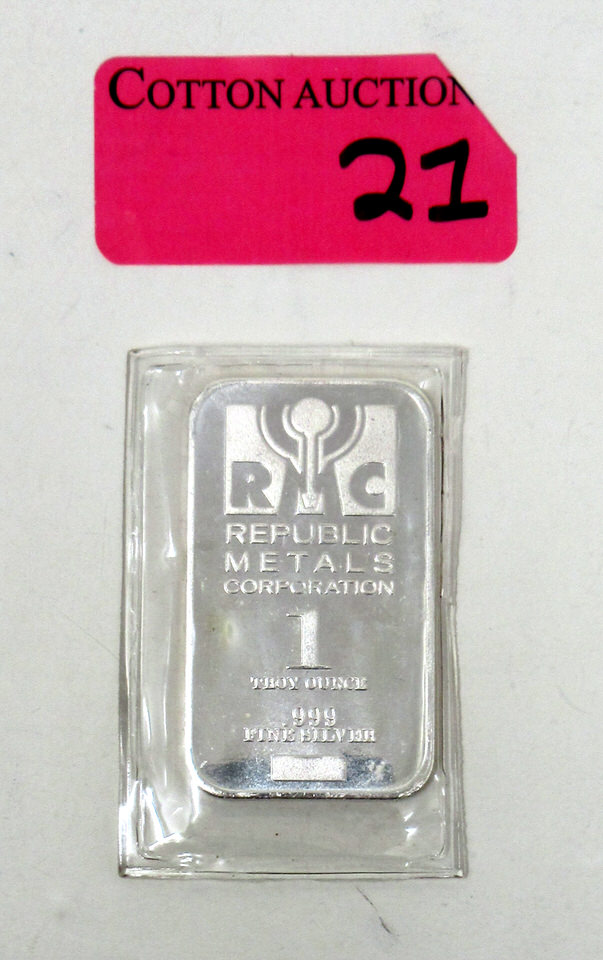 COTTON AUCTION
21
RMC
REPUBLIC
METALS
CORPORATION
1
TROY OUNCE
.999
FINE SILVER